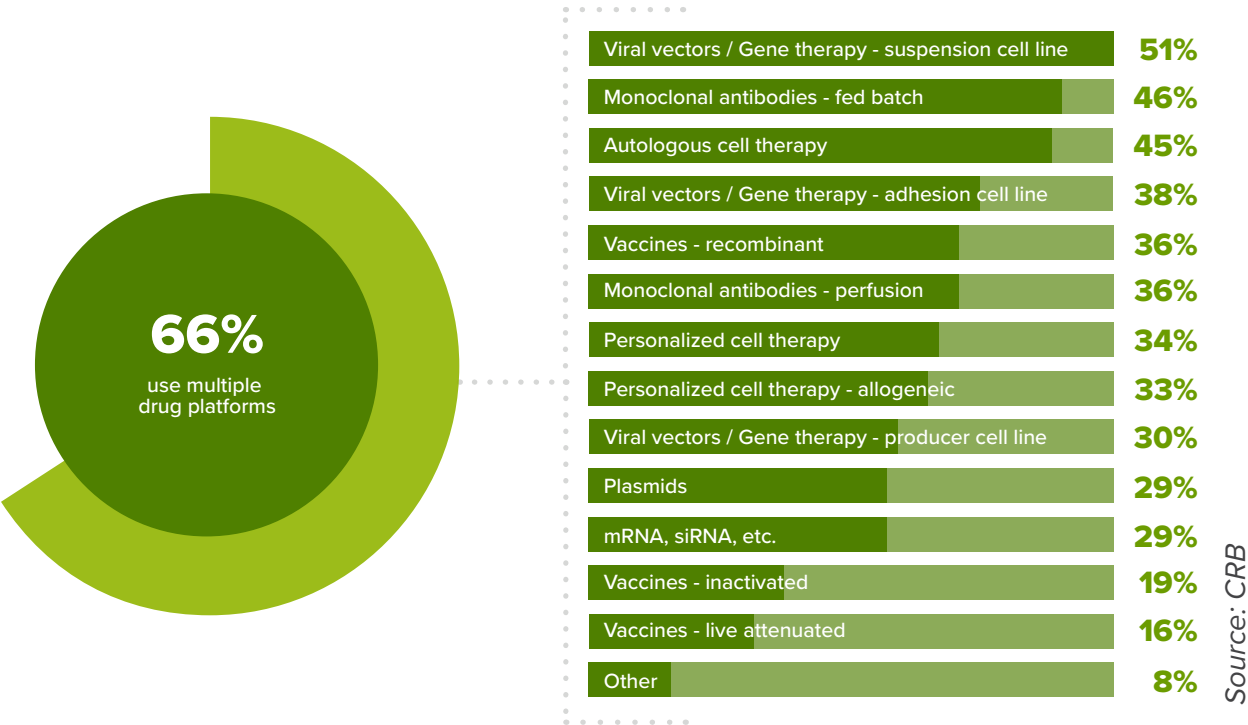 66%
use multiple
drug platforms
Viral vectors / Gene therapy - suspension cell line 51%
Monoclonal antibodies - fed batch 46%
Autologous cell therapy 45%
Viral vectors / Gene therapy - adhesion cell line 38%
Vaccines - recombinant 36%
Monoclonal antibodies - perfusion 36%
Personalized cell therapy 34%
Personalized cell therapy - allogeneic 33%
Viral vectors / Gene therapy - producer cell line 30%
Plasmids 29%
mRNA, siRNA, etc. 29%
Vaccines - inactivated 19%
Vaccines - live attenuated 16%
Other 8%
Source: CRB